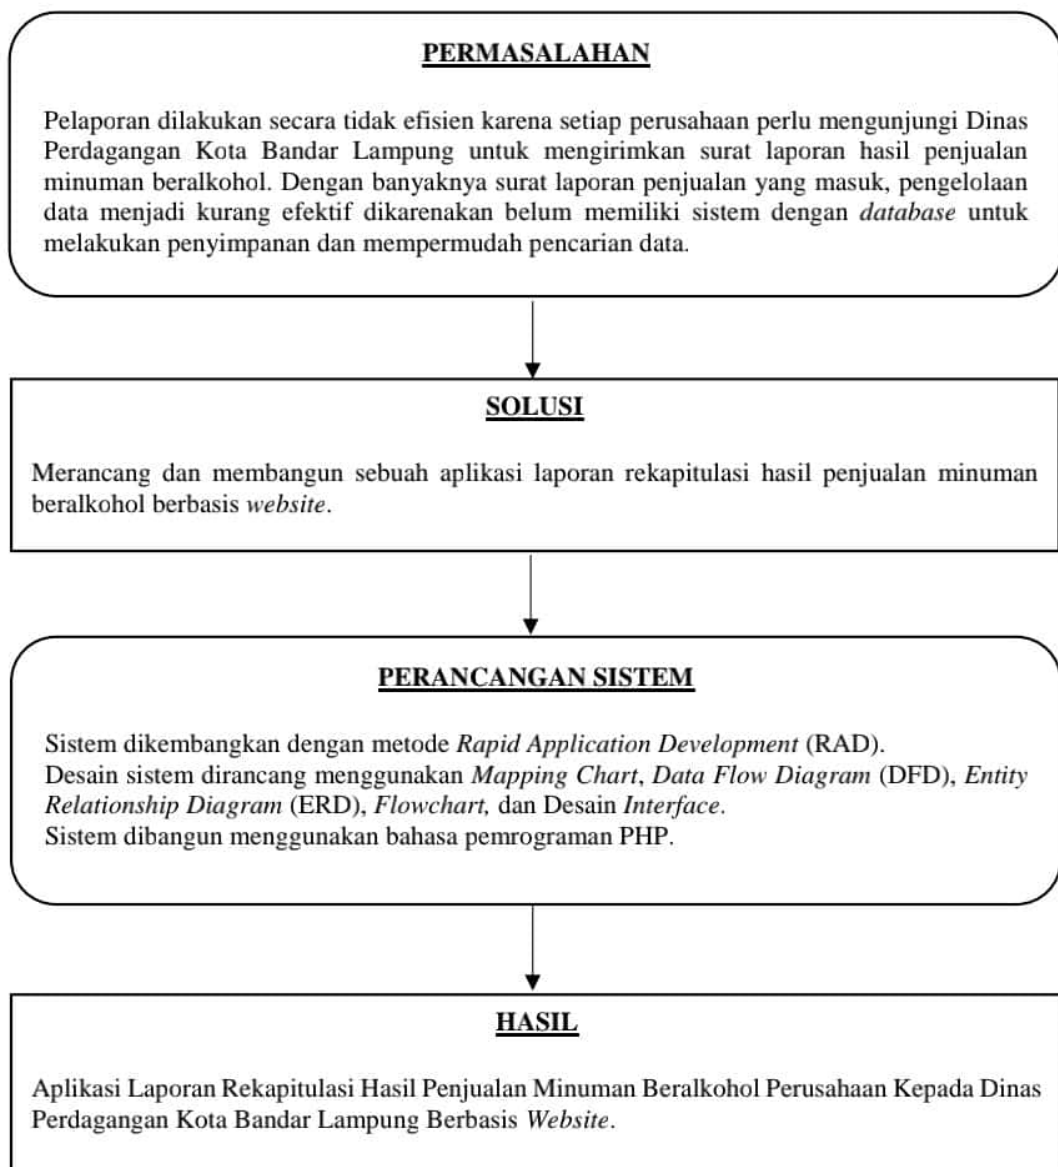 PERMASALAHAN
Pelaporan dilakukan secara tidak efisien karena setiap perusahaan perlu mengunjungi Dinas
Perdagangan Kota Bandar Lampung untuk mengirimkan surat laporan hasil penjualan
minuman beralkohol. Dengan banyaknya surat laporan penjualan yang masuk, pengelolaan
data menjadi kurang efektif dikarenakan belum memiliki sistem dengan database untuk
melakukan penyimpanan dan mempermudah pencarian data.
SOLUSI
Merancang dan membangun sebuah aplikasi laporan rekapitulasi hasil penjualan minuman
beralkohol berbasis website.
PERANCANGAN SISTEM
Sistem dikembangkan dengan metode Rapid Application Development (RAD).
Desain sistem dirancang menggunakan Mapping Chart, Data Flow Diagram (DFD), Entity
Relationship Diagram (ERD), Flowchart, dan Desain Interface.
Sistem dibangun menggunakan bahasa pemrograman PHP.
HASIL
Aplikasi Laporan Rekapitulasi Hasil Penjualan Minuman Beralkohol Perusahaan Kepada Dinas
Perdagangan Kota Bandar Lampung Berbasis Website.